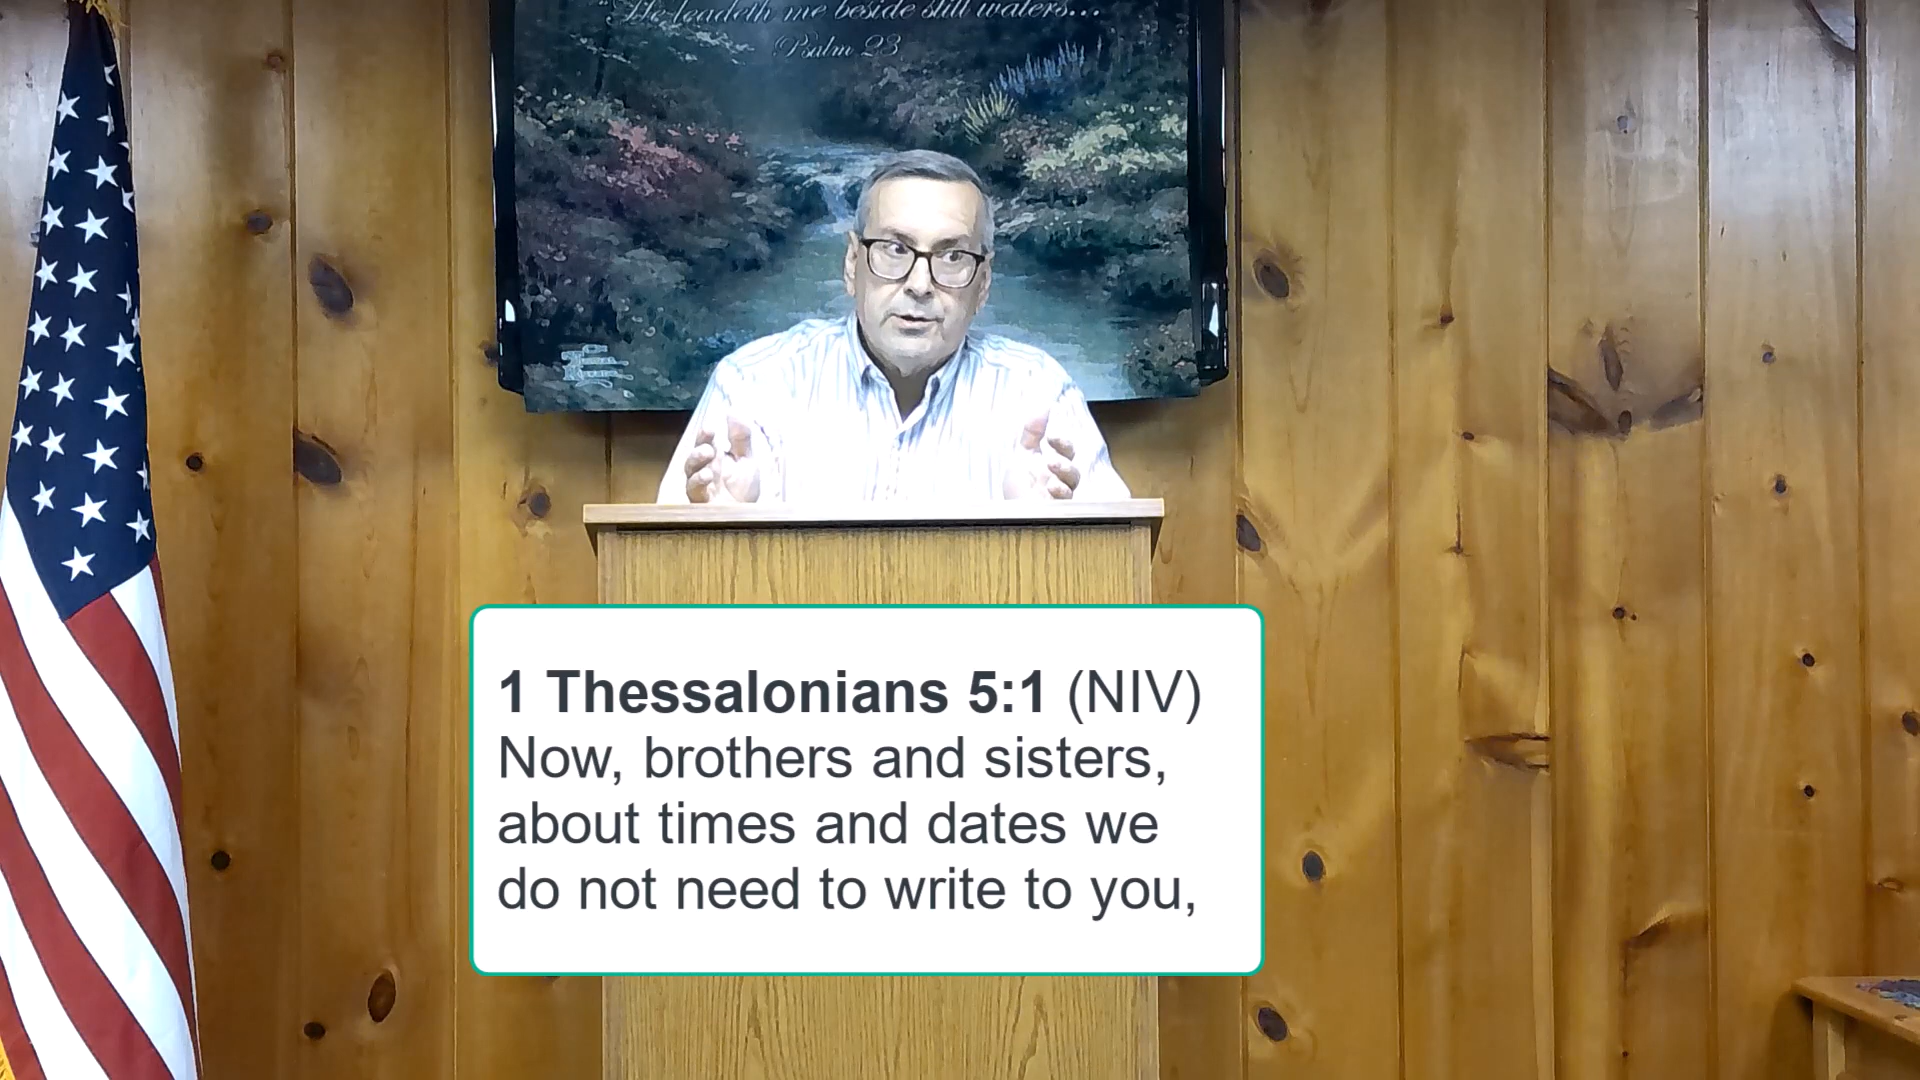 "He leadeth me beside still waters...
Psalm 23
1 Thessalonians 5:1 (NIV)
Now, brothers and sisters,
about times and dates we
do not need to write to you,